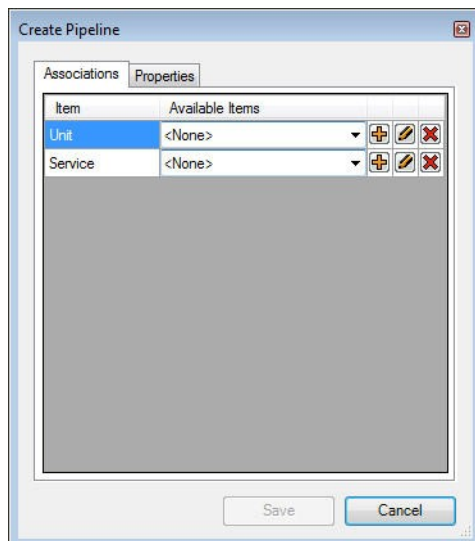 Create Pipeline
Associations Properties
Item Available Items
Unit <None>
Service <None>
Save Cancel